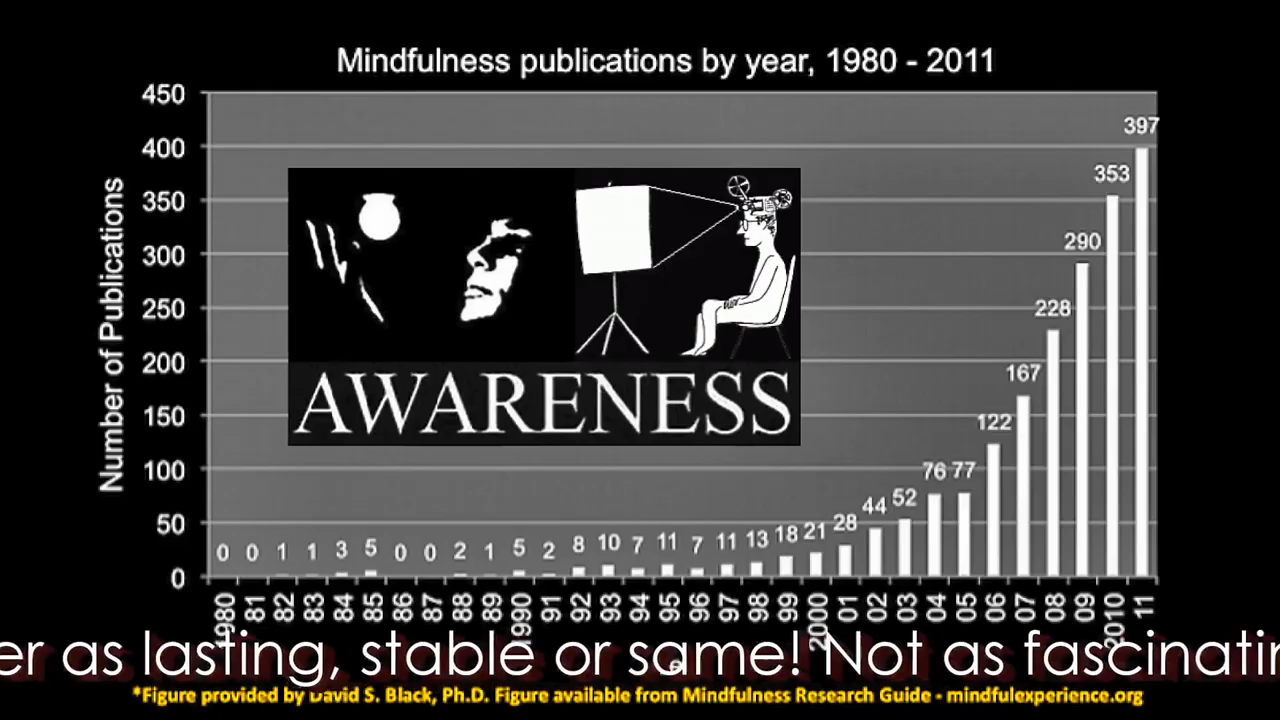 Mindfulness publications by year, 1980 - 2011
Number of Publications
450
400
350
300
250
200
150
100
50
0
0 0 1 1 3 5 0 0 2 1 5 2 8 10 7 11 7 11 13 18 21 28 44 52 76 77 122 167 228 290 353 397
AWARENESS
1980 81 82 83 84 85 86 87 88 89 1990 91 92 93 94 95 96 97 98 99 2000 01 02 03 04 05 06 07 08 09 2010 11
er as lasting, stable or same! Not as fascinatin
*Figure provided by David S. Black, Ph.D. Figure available from Mindfulness Research Guide - mindfulexperience.org